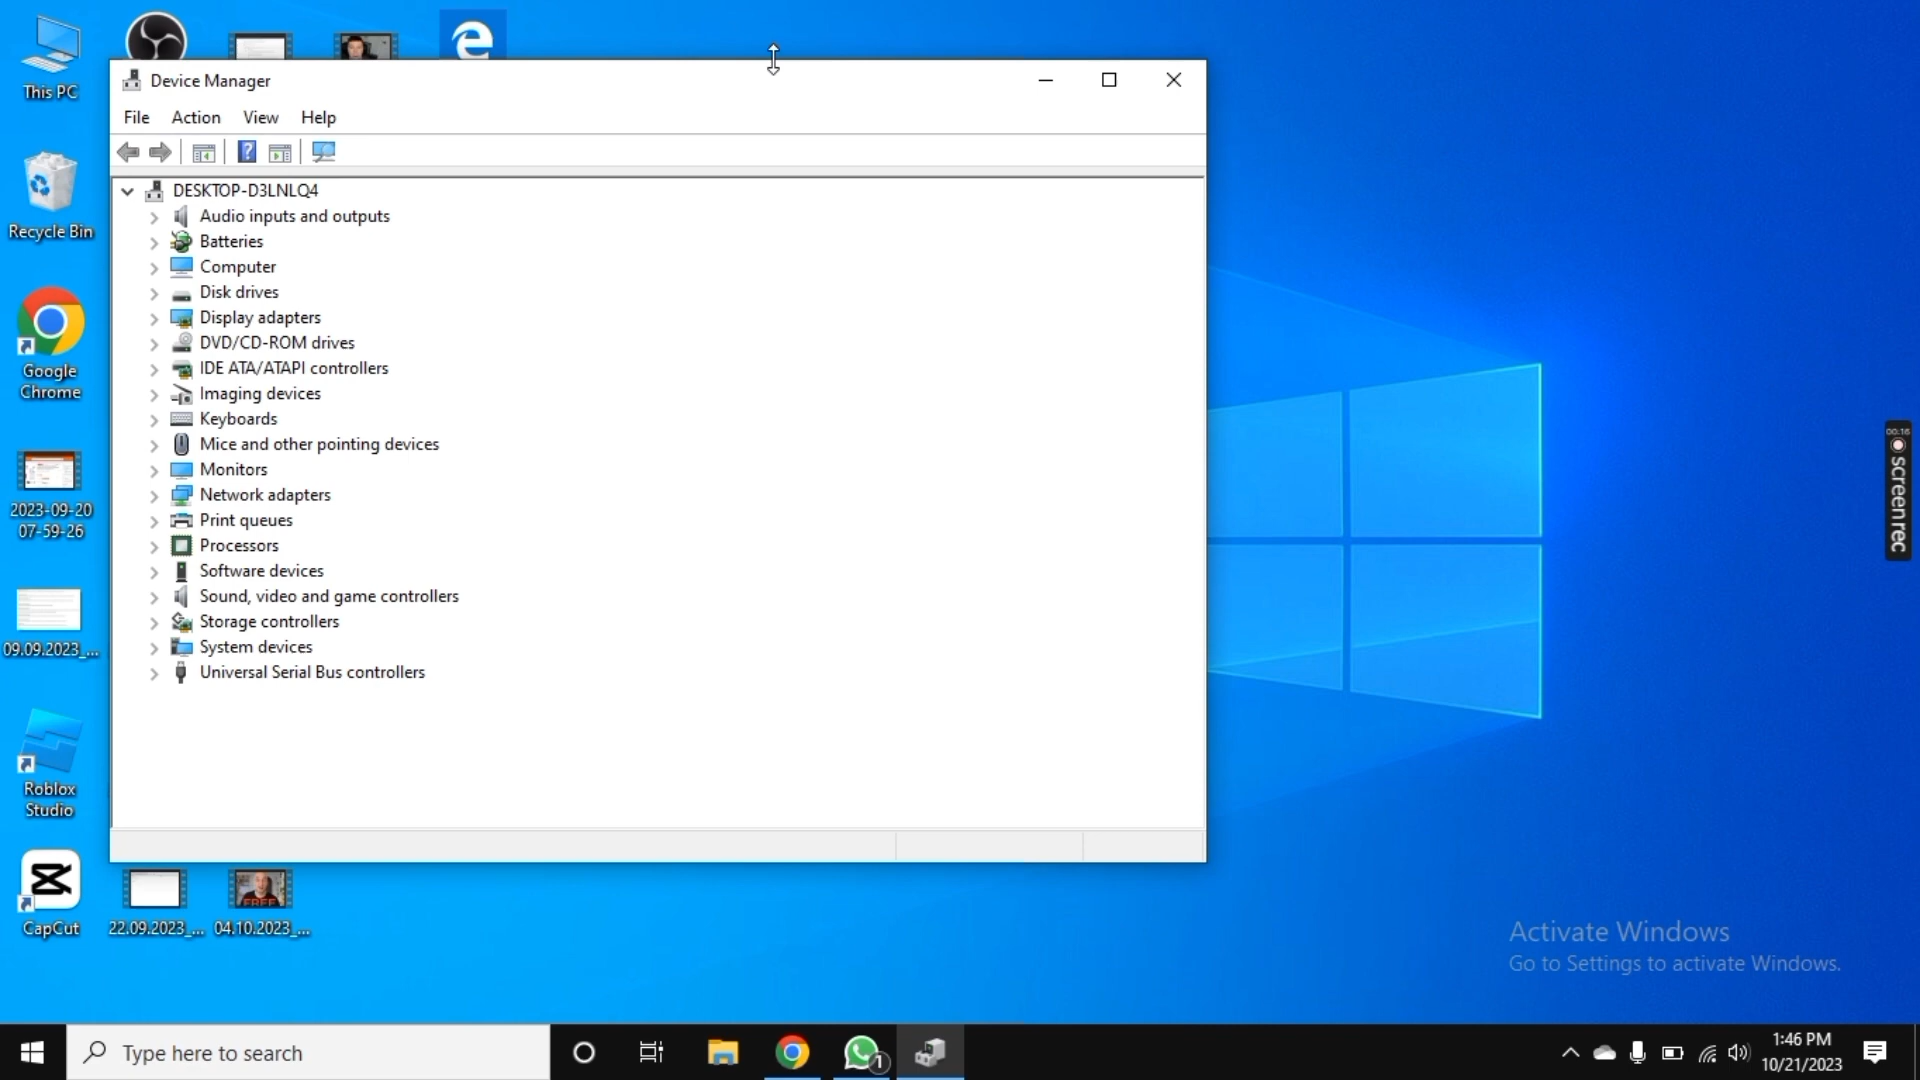 This PC
Recycle Bin
Google
Chrome
2023-09-20
07-59-26
09.09.2023_...
Roblox
Studio
CapCut
22.09.2023_...
FREE
04.10.2023_...
Device Manager
File Action View Help
DESKTOP-D3LNLQ4
Audio inputs and outputs
Batteries
Computer
Disk drives
Display adapters
DVD/CD-ROM drives
IDE ATA/ATAPI controllers
Imaging devices
Keyboards
Mice and other pointing devices
Monitors
Network adapters
Print queues
Processors
Software devices
Sound, video and game controllers
Storage controllers
System devices
Universal Serial Bus controllers
00:16
screenrec
Activate Windows
Go to Settings to activate Windows.
Type here to search
1
1:46 PM
10/21/2023